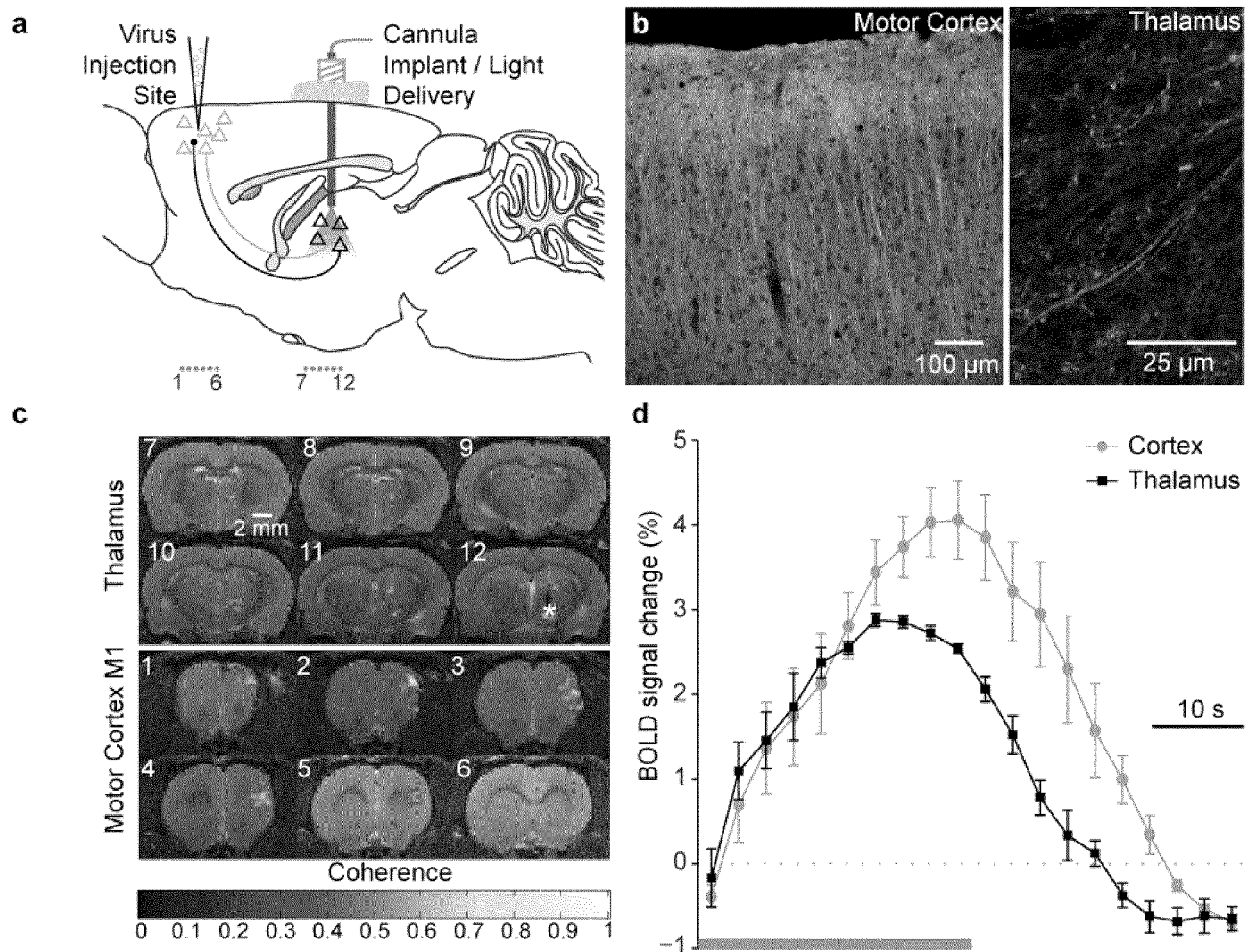 a
Virus
Injection
Site
Cannula
Implant / Light
Delivery
1 6 7 12
b
Motor Cortex
Thalamus
100 µm
25 µm
c
Thalamus
7 8 9
2 mm
10 11 12
*
Motor Cortex M1
1 2 3
4 5 6
Coherence
0 0.1 0.2 0.3 0.4 0.5 0.6 0.7 0.8 0.9 1
d
BOLD signal change (%)
5
4
3
2
1
0
−1
Cortex
Thalamus
10 s